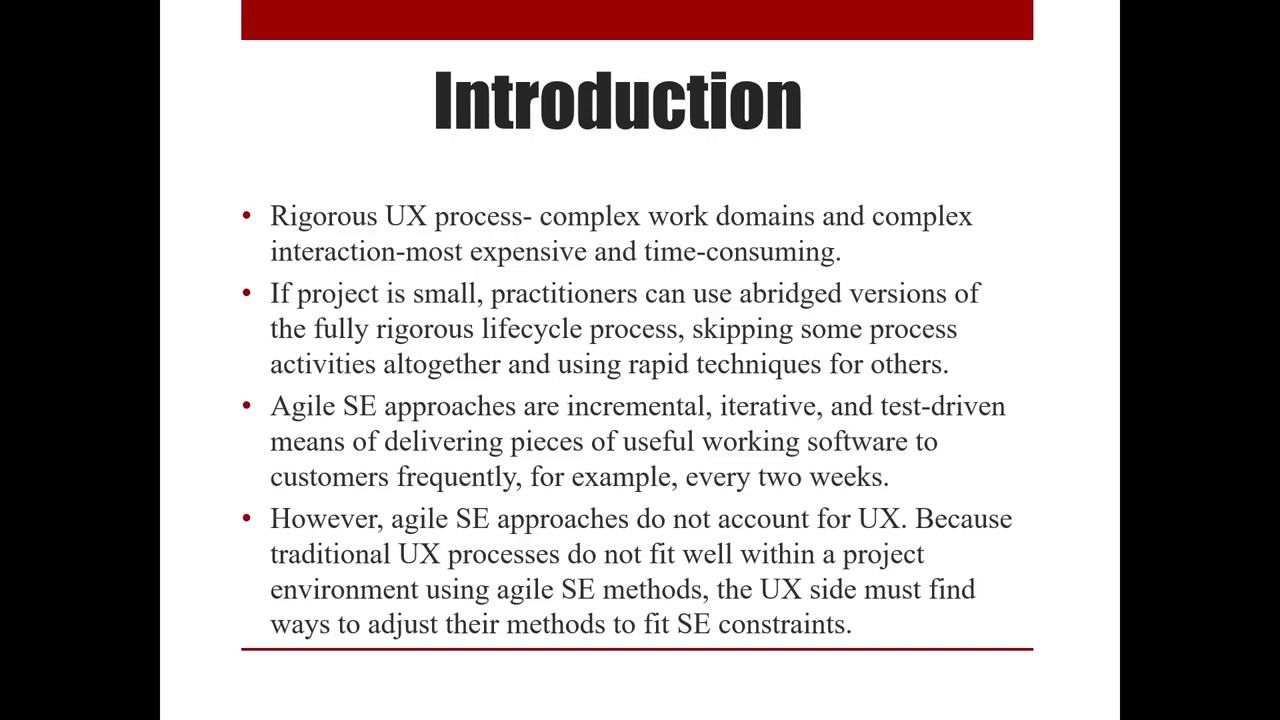 Introduction
• Rigorous UX process- complex work domains and complex
interaction-most expensive and time-consuming.
• If project is small, practitioners can use abridged versions of
the fully rigorous lifecycle process, skipping some process
activities altogether and using rapid techniques for others.
• Agile SE approaches are incremental, iterative, and test-driven
means of delivering pieces of useful working software to
customers frequently, for example, every two weeks.
• However, agile SE approaches do not account for UX. Because
traditional UX processes do not fit well within a project
environment using agile SE methods, the UX side must find
ways to adjust their methods to fit SE constraints.